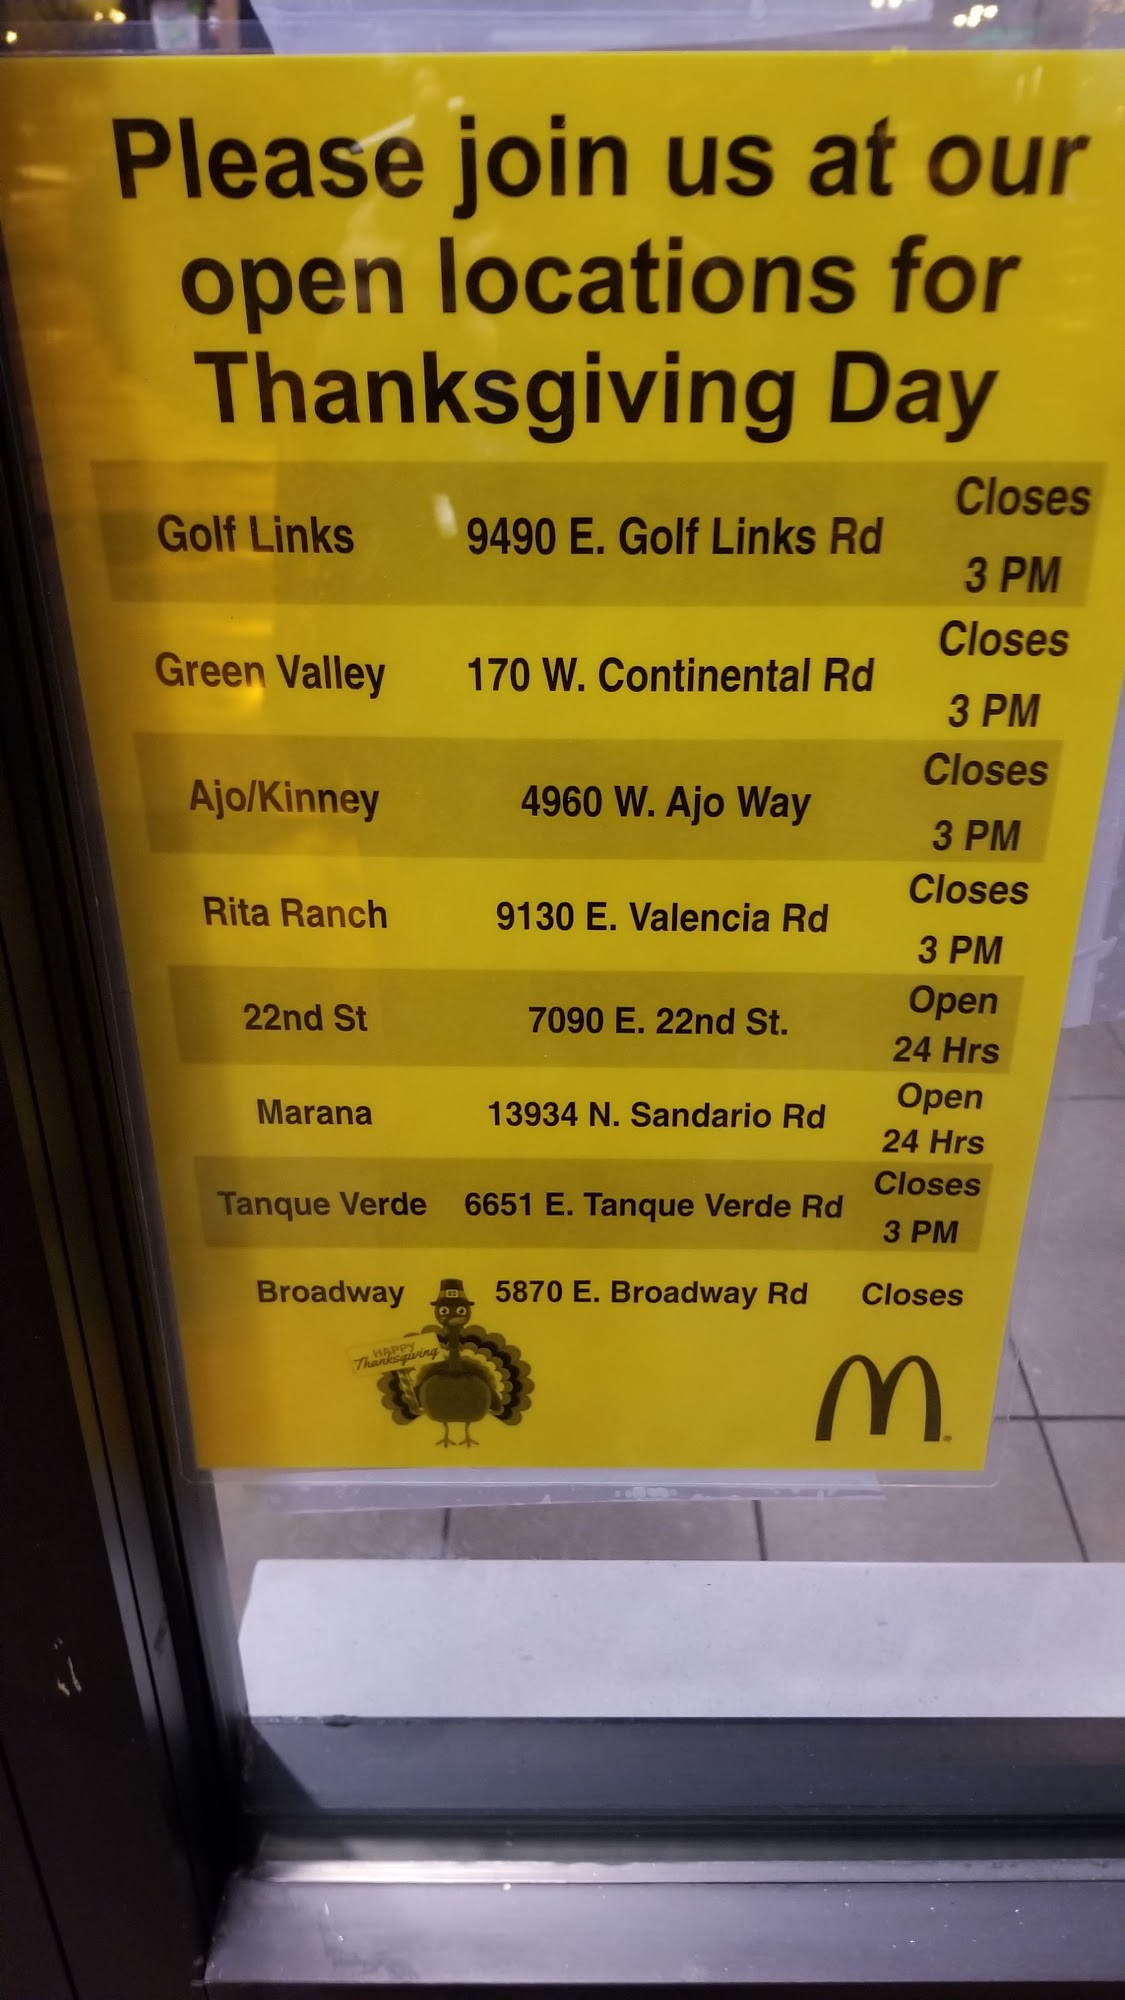 Please join us at our
open locations for
Thanksgiving Day
Golf Links 9490 E. Golf Links Rd Closes
3 PM
Green Valley 170 W. Continental Rd Closes
3 PM
Ajo/Kinney 4960 W. Ajo Way Closes
3 PM
Rita Ranch 9130 E. Valencia Rd Closes
3 PM
22nd St 7090 E. 22nd St. Open
24 Hrs
Marana 13934 N. Sandario Rd Open
24 Hrs
Tanque Verde 6651 E. Tanque Verde Rd Closes
3 PM
Broadway 5870 E. Broadway Rd Closes
HAPPY
Thanksgiving
M